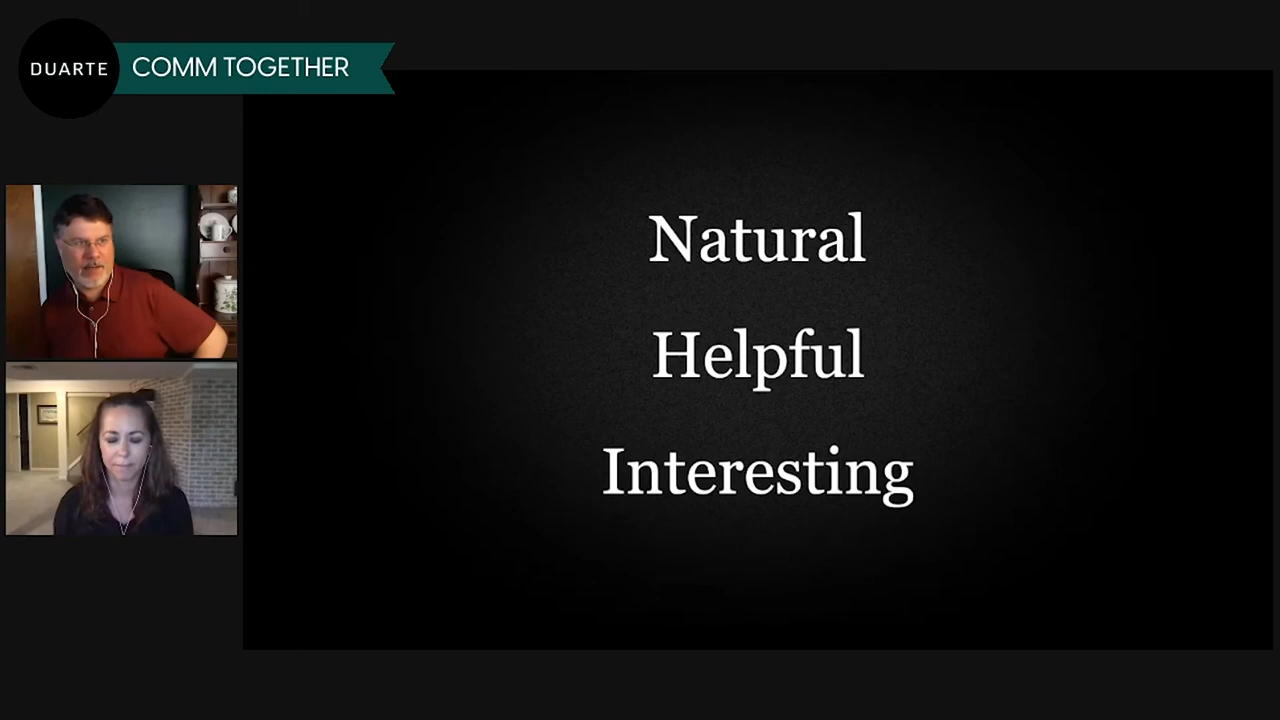 DUARTE
COMM TOGETHER
Natural
Helpful
Interesting